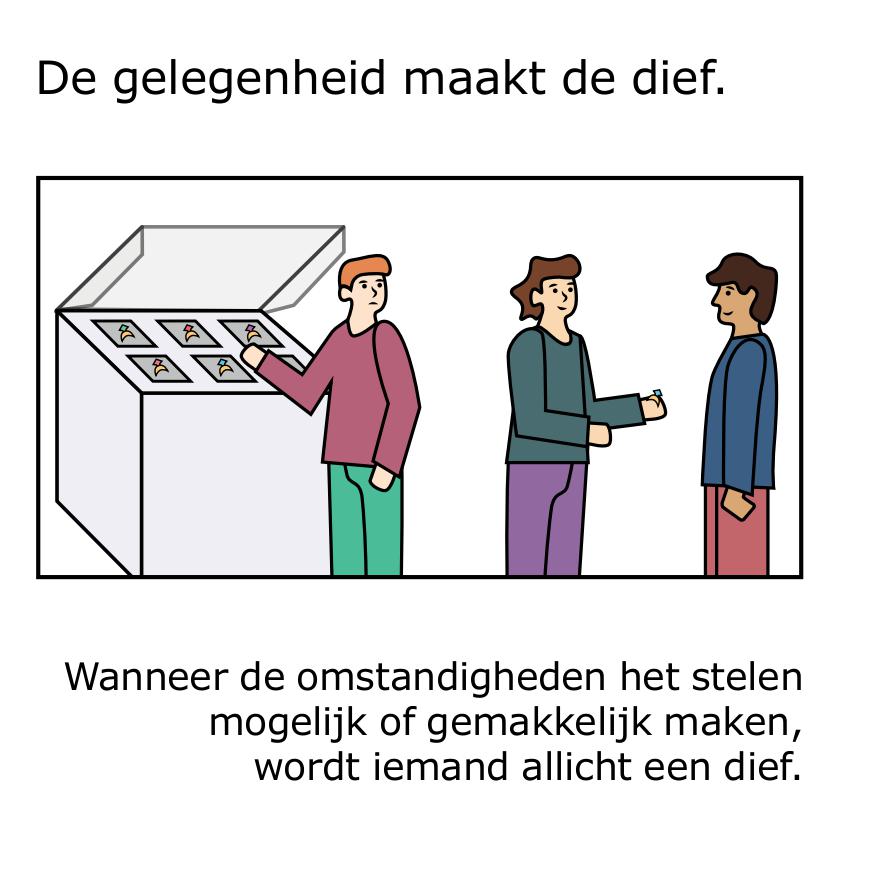 De gelegenheid maakt de dief.
Wanneer de omstandigheden het stelen
mogelijk of gemakkelijk maken,
wordt iemand allicht een dief.